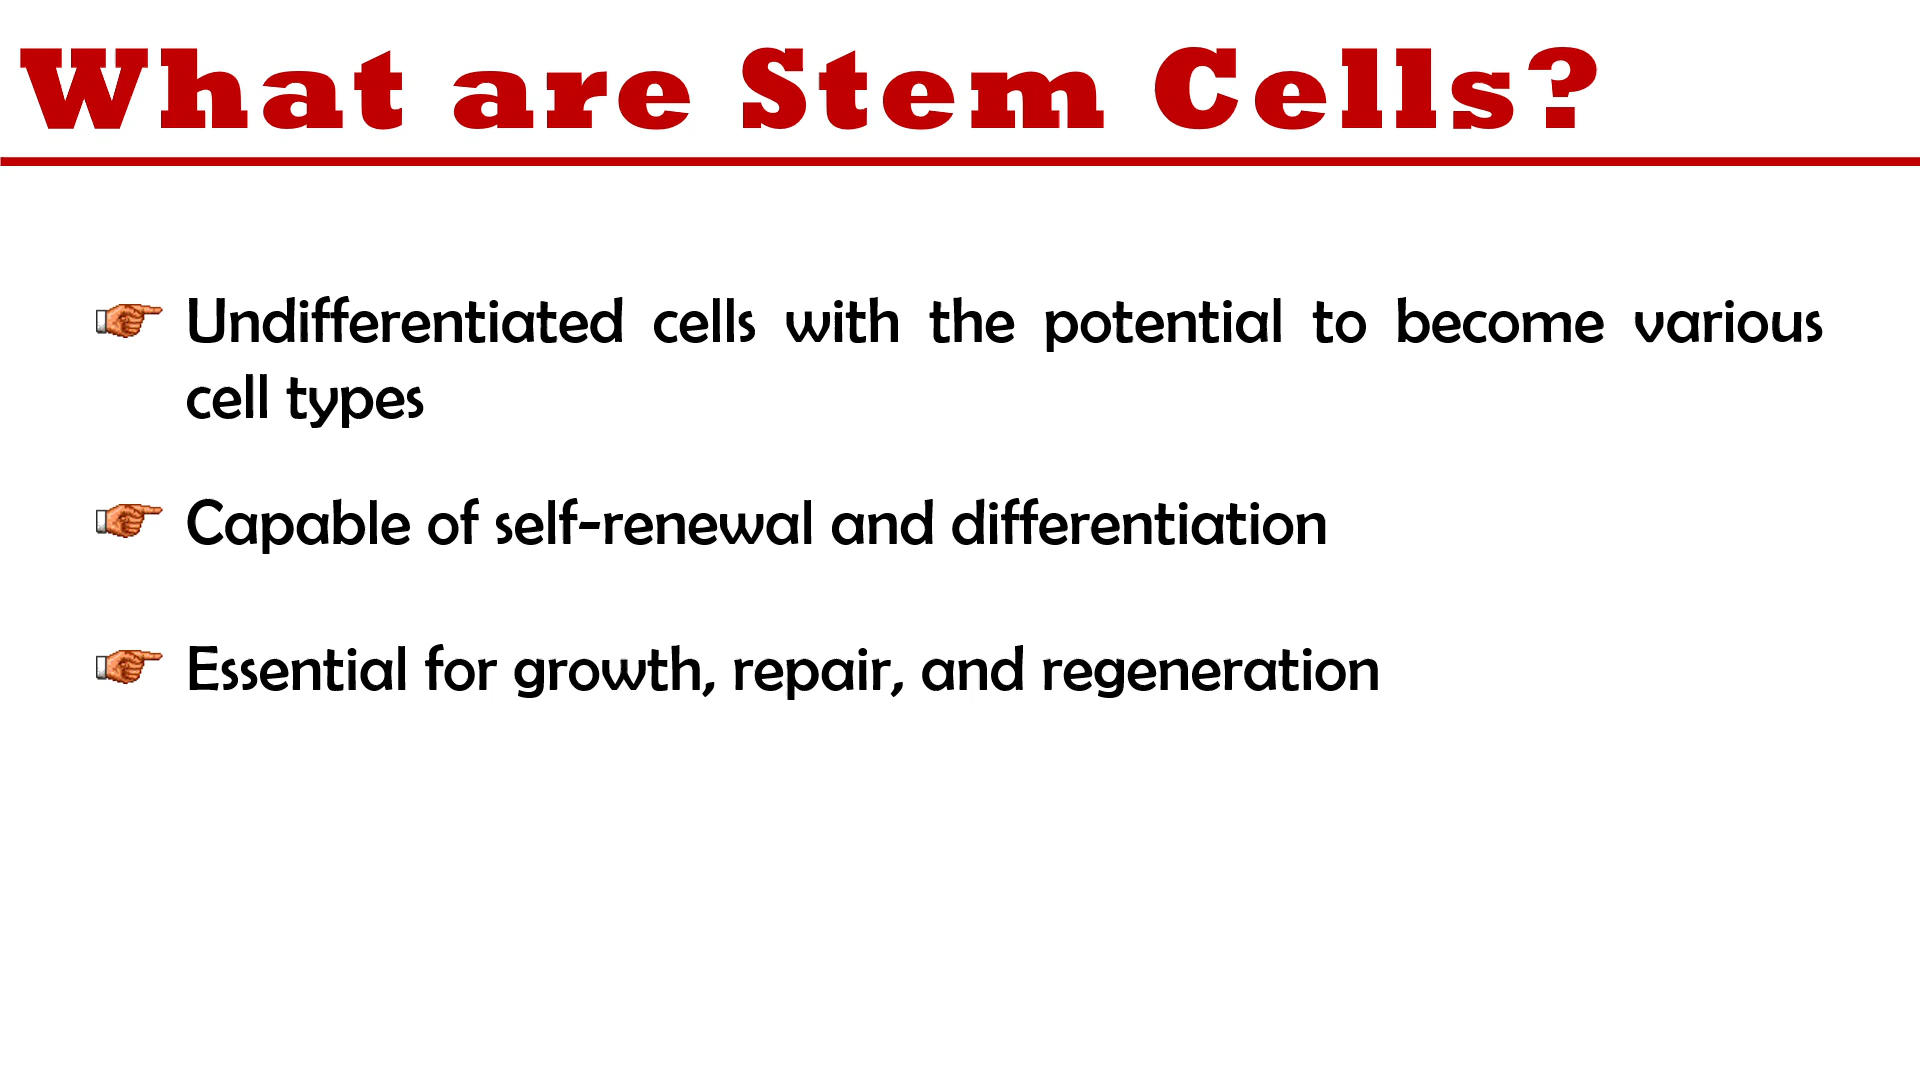 What are Stem Cells?
Undifferentiated cells with the potential to become various
cell types
Capable of self-renewal and differentiation
Essential for growth, repair, and regeneration